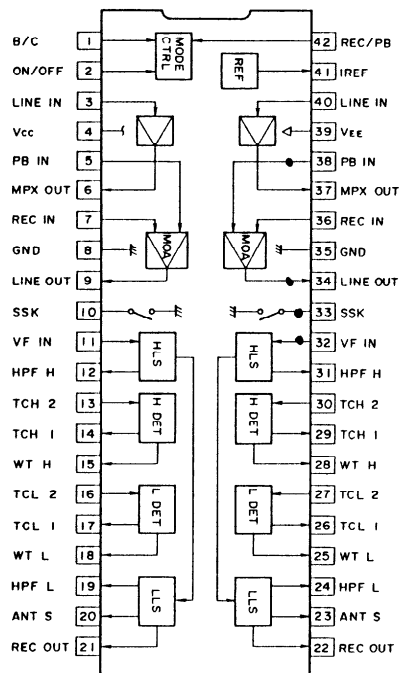 B/C 1 MODE CTRL 42 REC/PB
ON/OFF 2 REF 41 IREF
LINE IN 3 40 LINE IN
Vcc 4 39 VEE
PB IN 5 38 PB IN
MPX OUT 6 37 MPX OUT
REC IN 7 36 REC IN
GND 8 MOA MOA 35 GND
LINE OUT 9 34 LINE OUT
SSK 10 33 SSK
VF IN 11 32 VF IN
HPF H 12 HLS HLS 31 HPF H
TCH 2 13 30 TCH 2
TCH 1 14 H DET H DET 29 TCH 1
WT H 15 28 WT H
TCL 2 16 27 TCL 2
TCL 1 17 L DET L DET 26 TCL 1
WT L 18 25 WT L
HPF L 19 24 HPF L
ANT S 20 LLS LLS 23 ANT S
REC OUT 21 22 REC OUT